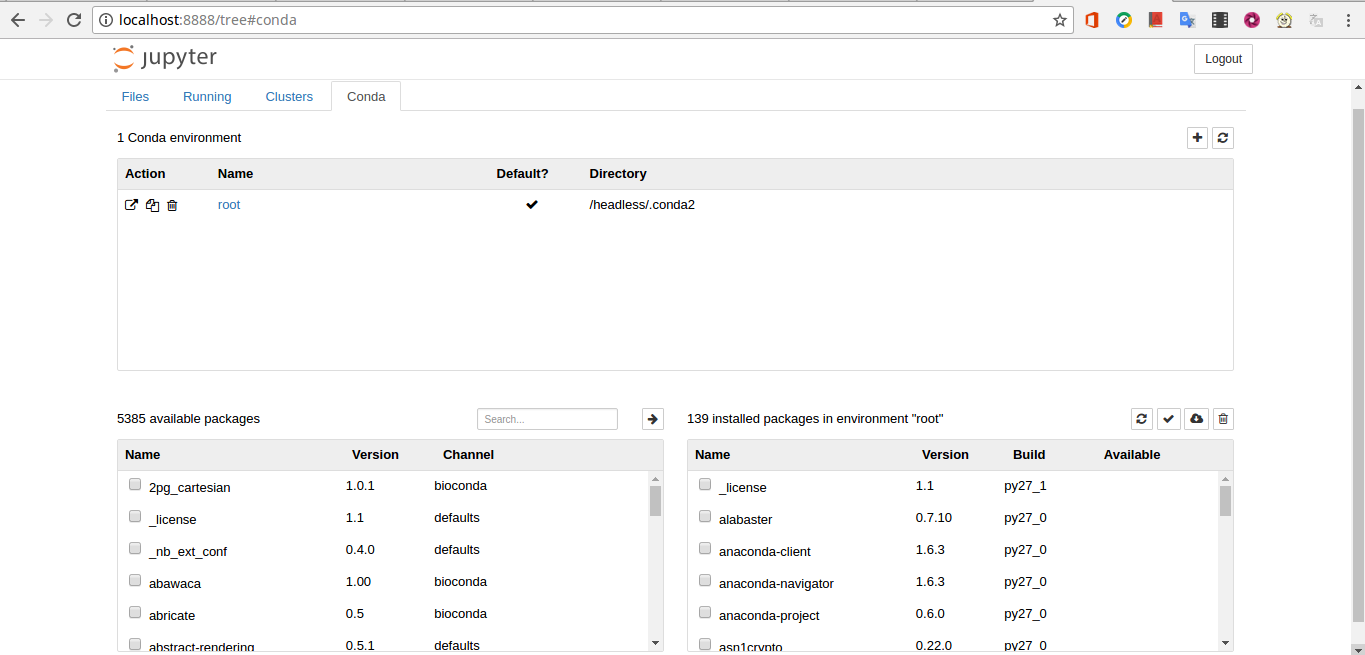 localhost:8888/tree#conda
jupyter
Logout
Files Running Clusters Conda
1 Conda environment
Action Name Default? Directory
root /headless/.conda2
5385 available packages Search... 139 installed packages in environment "root"
Name Version Channel Name Version Build Available
2pg_cartesian 1.0.1 bioconda _license 1.1 py27_1
_license 1.1 defaults alabaster 0.7.10 py27_0
_nb_ext_conf 0.4.0 defaults anaconda-client 1.6.3 py27_0
abawaca 1.00 bioconda anaconda-navigator 1.6.3 py27_0
abricate 0.5 bioconda anaconda-project 0.6.0 py27_0
abstract-rendering 0.5.1 defaults asn1crypto 0.22.0 py27_0